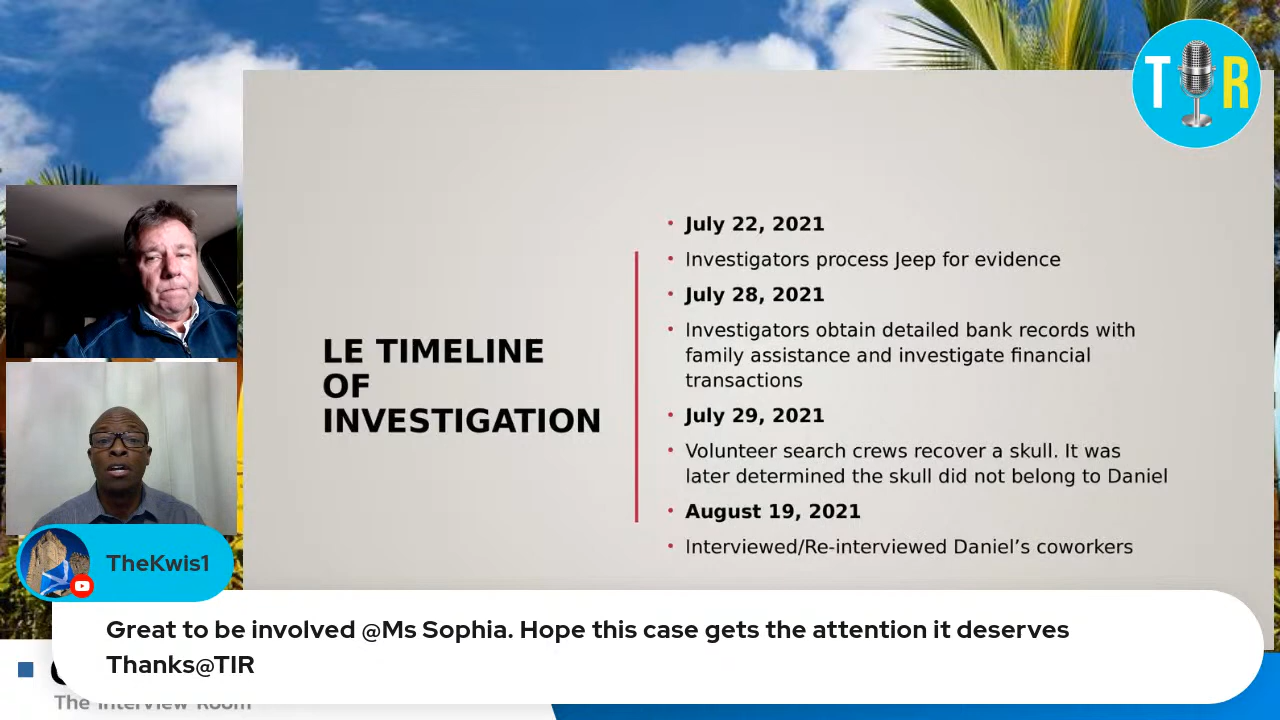 T R
LE TIMELINE
OF
INVESTIGATION
• July 22, 2021
• Investigators process Jeep for evidence
• July 28, 2021
• Investigators obtain detailed bank records with
family assistance and investigate financial
transactions
• July 29, 2021
• Volunteer search crews recover a skull. It was
later determined the skull did not belong to Daniel
• August 19, 2021
• Interviewed/Re-interviewed Daniel’s coworkers
TheKwis1
Great to be involved @Ms Sophia. Hope this case gets the attention it deserves
Thanks@TIR
The Interview Room